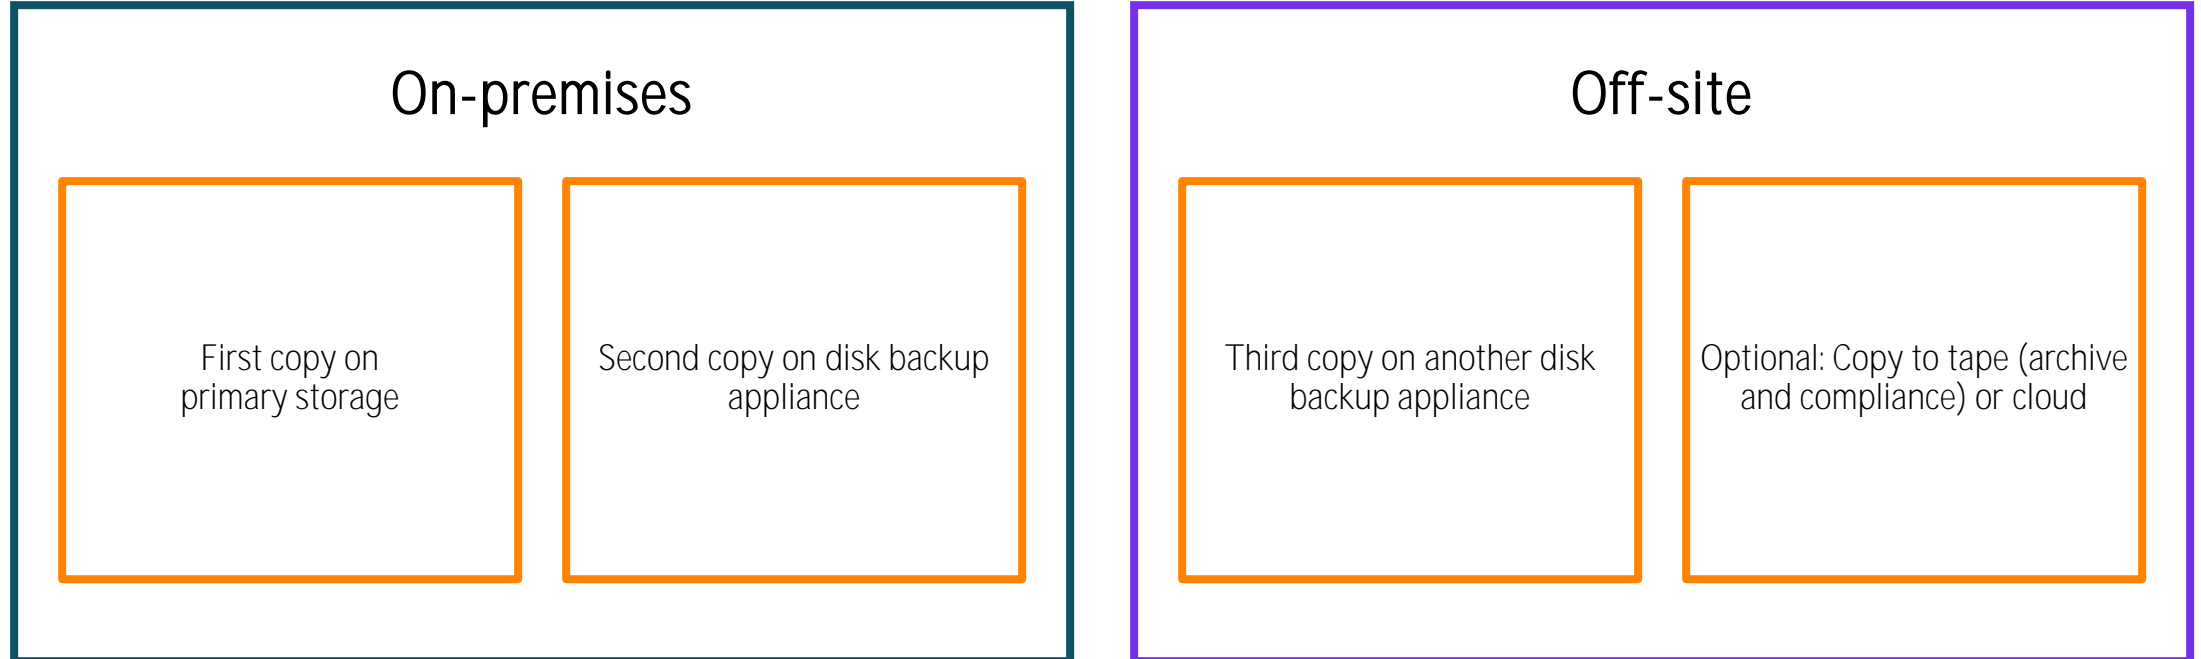 On-premises
First copy on
primary storage
Second copy on disk backup
appliance
Off-site
Third copy on another disk
backup appliance
Optional: Copy to tape (archive
and compliance) or cloud